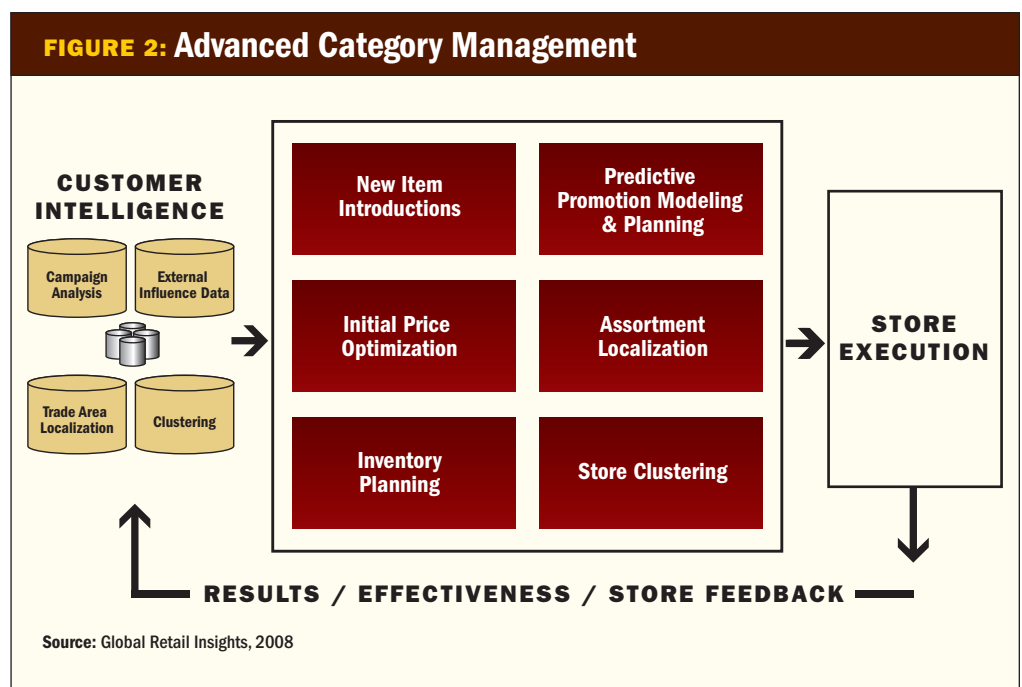 FIGURE 2: Advanced Category Management
CUSTOMER
INTELLIGENCE
Campaign
Analysis
External
Influence Data
Trade Area
Localization
Clustering
New Item
Introductions
Predictive
Promotion Modeling
& Planning
Initial Price
Optimization
Assortment
Localization
Inventory
Planning
Store Clustering
STORE
EXECUTION
RESULTS / EFFECTIVENESS / STORE FEEDBACK
Source: Global Retail Insights, 2008